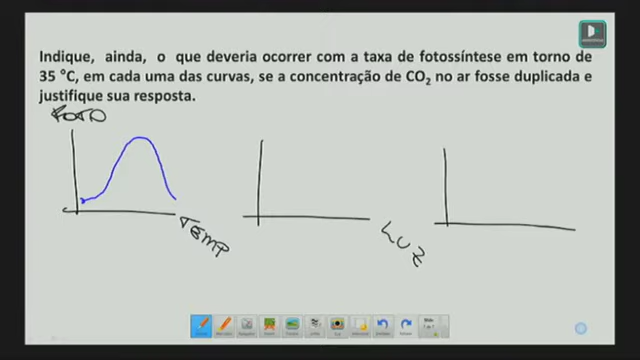 Indique, ainda, o que deveria ocorrer com a taxa de fotossíntese em torno de
35 °C, em cada uma das curvas, se a concentração de CO₂ no ar fosse duplicada e
justifique sua resposta.
FOTO
TEMP
LUZ